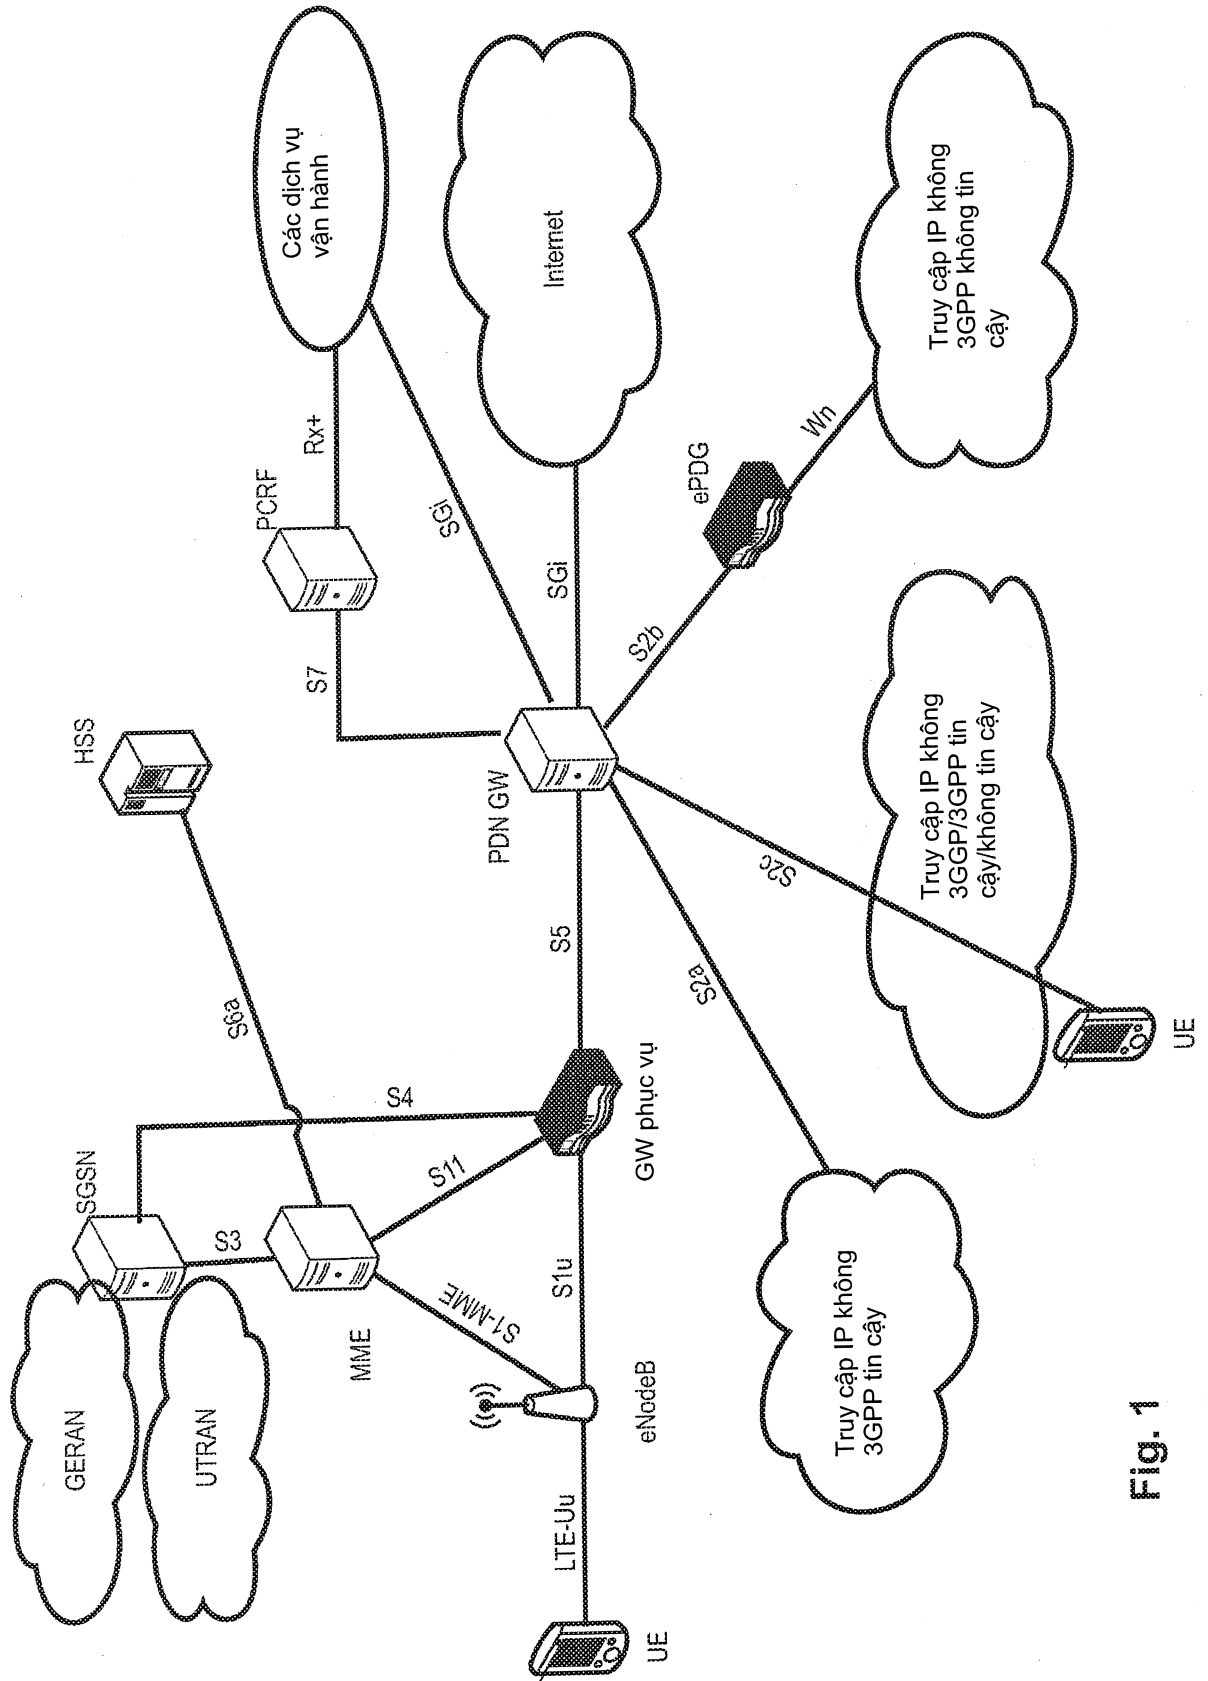 GERAN
UTRAN
SGSN
S3
MME
S6a
HSS
S4
S11
S1-MME
UE
LTE-Uu
eNodeB
S1u
GW phục vụ
S5
PDN GW
S7
PCRF
Rx+
Các dịch vụ
vận hành
SGi
SGi
Internet
S2b
ePDG
Wn
Truy cập IP không
3GPP không tin
cậy
S2c
Truy cập IP không
3GGP/3GPP tin
cậy/không tin cậy
UE
S2a
Truy cập IP không
3GPP tin cậy
Fig. 1